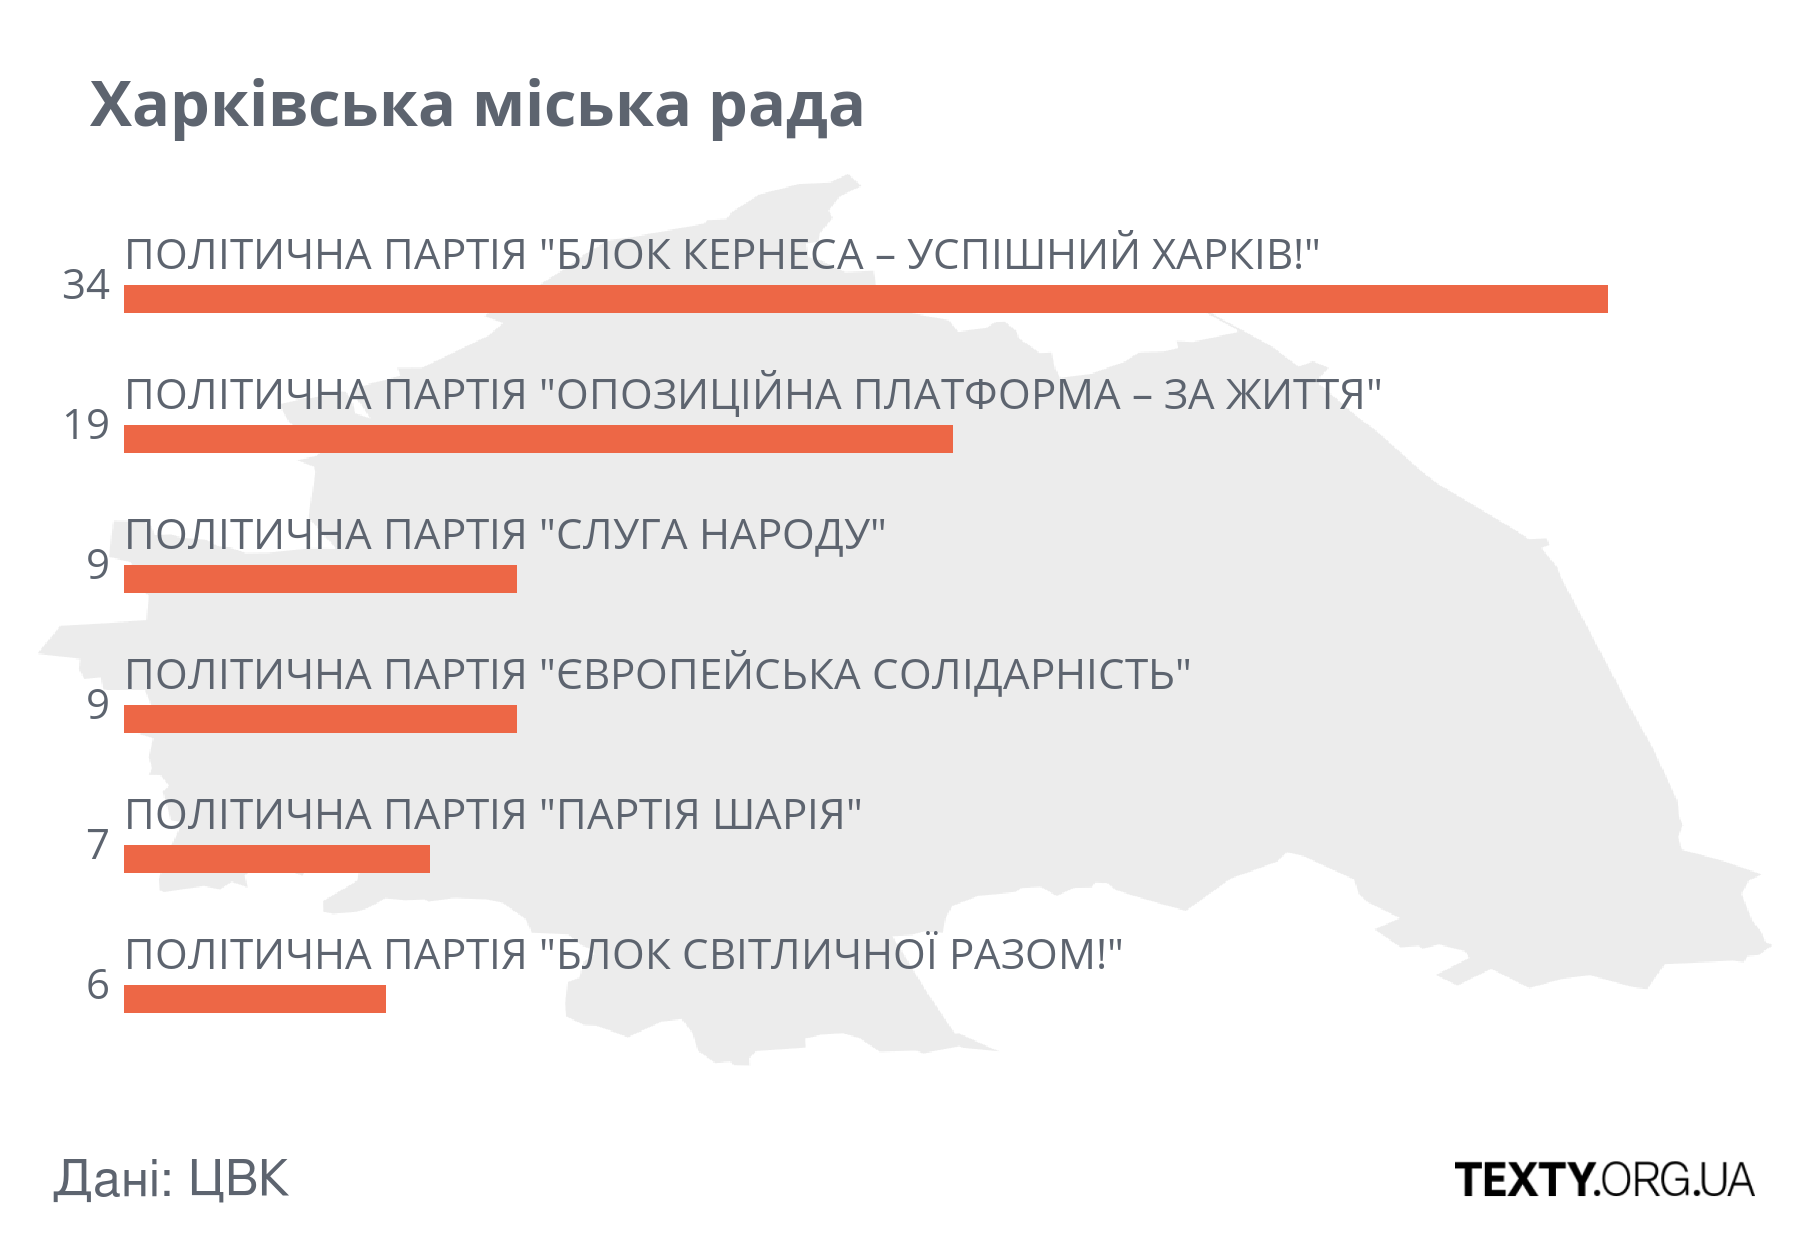 Харківська міська рада
ПОЛІТИЧНА ПАРТІЯ "БЛОК КЕРНЕСА – УСПІШНИЙ ХАРКІВ!"
34
ПОЛІТИЧНА ПАРТІЯ "ОПОЗИЦІЙНА ПЛАТФОРМА – ЗА ЖИТТЯ"
19
ПОЛІТИЧНА ПАРТІЯ "СЛУГА НАРОДУ"
9
ПОЛІТИЧНА ПАРТІЯ "ЄВРОПЕЙСЬКА СОЛІДАРНІСТЬ"
9
ПОЛІТИЧНА ПАРТІЯ "ПАРТІЯ ШАРІЯ"
7
ПОЛІТИЧНА ПАРТІЯ "БЛОК СВІТЛИЧНОЇ РАЗОМ!"
6
Дані: ЦВК
TEXTY.ORG.UA